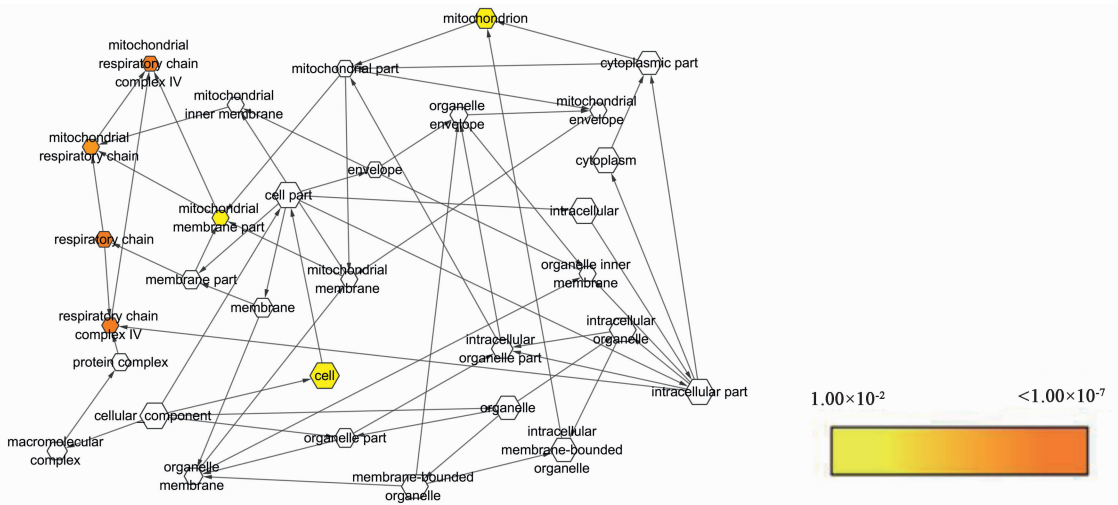 mitochondrion
mitochondrial
respiratory chain
complex IV
mitochondrial part
cytoplasmic part
mitochondrial
inner membrane
organelle
envelope
mitochondrial
envelope
mitochondrial
respiratory chain
envelope
cytoplasm
cell part
mitochondrial
membrane part
intracellular
respiratory chain
membrane part
mitochondrial
membrane
organelle inner
membrane
membrane
respiratory chain
complex IV
intracellular
organelle
protein complex
intracellular
organelle part
cell
intracellular part
1.00×10-2
<1.00×10-7
cellular_component
organelle
macromolecular
complex
organelle part
intracellular
membrane-bounded
organelle
organelle
membrane
membrane-bounded
organelle